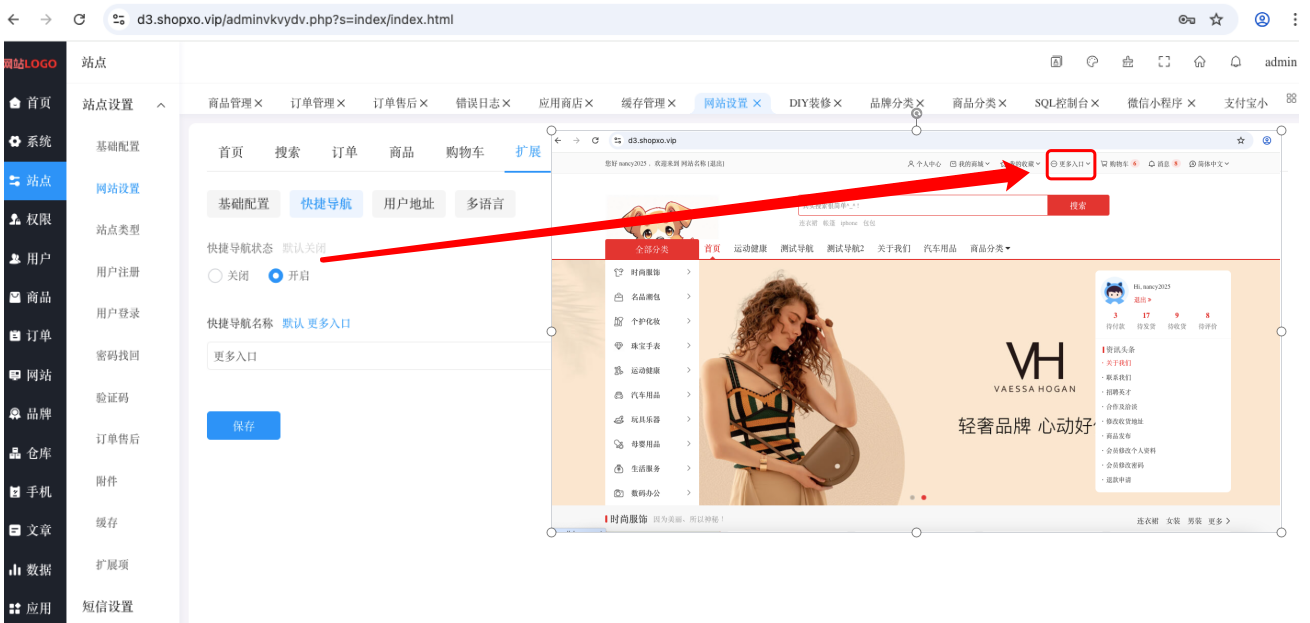 d3.shopxo.vip/adminvkvydv.php?s=index/index.html
网站LOGO
站点
admin
首页
系统
站点
权限
用户
商品
订单
网站
品牌
仓库
手机
文章
数据
应用
站点设置
基础配置
网站设置
站点类型
用户注册
用户登录
密码找回
验证码
订单售后
附件
缓存
扩展项
短信设置
商品管理 订单管理 订单售后 错误日志 应用商店 缓存管理 网站设置 DIY装修 品牌分类 商品分类 SQL控制台 微信小程序 支付宝小
首页 搜索 订单 商品 购物车 扩展
基础配置 快捷导航 用户地址 多语言
快捷导航状态 默认关闭
关闭 开启
快捷导航名称 默认 更多入口
更多入口
保存
d3.shopxo.vip
您好 nancy2025，欢迎来到 网站名称 [退出]
个人中心 我的商城 我的收藏 更多入口 购物车 6 消息 8 简体中文
搜索
连衣裙 帐篷 iphone 包包
全部分类 首页 运动健康 测试导航 测试导航2 关于我们 汽车用品 商品分类
时尚服饰
名品潮包
个护化妆
珠宝手表
运动健康
汽车用品
玩具乐器
母婴用品
生活服务
数码办公
VH
VAESSA HOGAN
轻奢品牌 心动好
Hi, nancy2025
退出
3 17 9 8
待付款 待发货 待收货 待评价
资讯头条
· 关于我们
· 联系我们
· 招聘英才
· 合作及洽谈
· 修改收货地址
· 商品发布
· 会员修改个人资料
· 会员修改密码
· 退款申请
时尚服饰 因为美丽，所以神秘！
连衣裙 女装 男装 更多